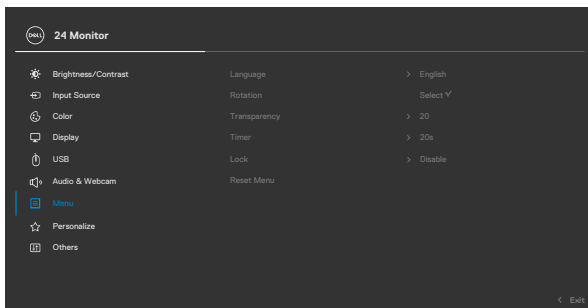 DELL 24 Monitor
Brightness/Contrast Language > English
Input Source Rotation Select
Color Transparency > 20
Display Timer > 20s
USB Lock > Disable
Audio & Webcam Reset Menu
Menu
Personalize
Others
< Exit